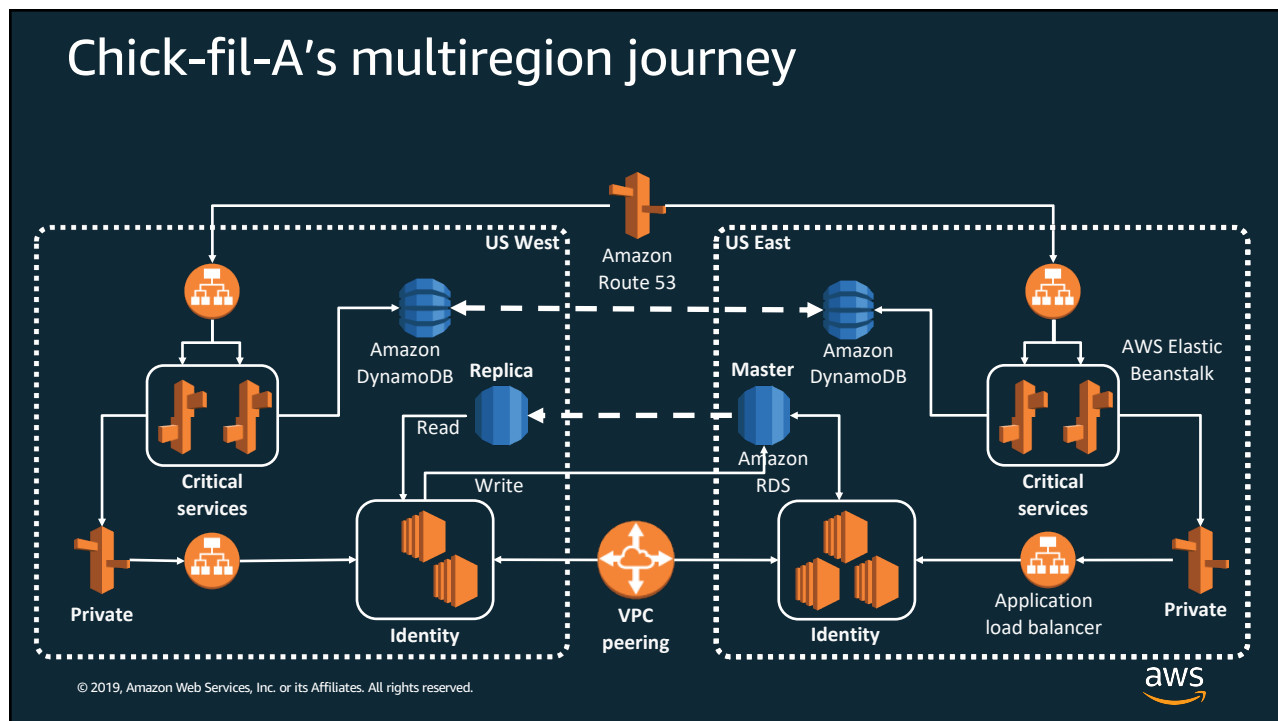 Chick-fil-A's multiregion journey
US West
US East
Amazon
Route 53
Amazon
DynamoDB
Amazon
DynamoDB
AWS Elastic
Beanstalk
Replica
Master
Read
Amazon
RDS
Write
Critical
services
Critical
services
Private
Identity
VPC
peering
Identity
Application
load balancer
Private
© 2019, Amazon Web Services, Inc. or its Affiliates. All rights reserved.
aws